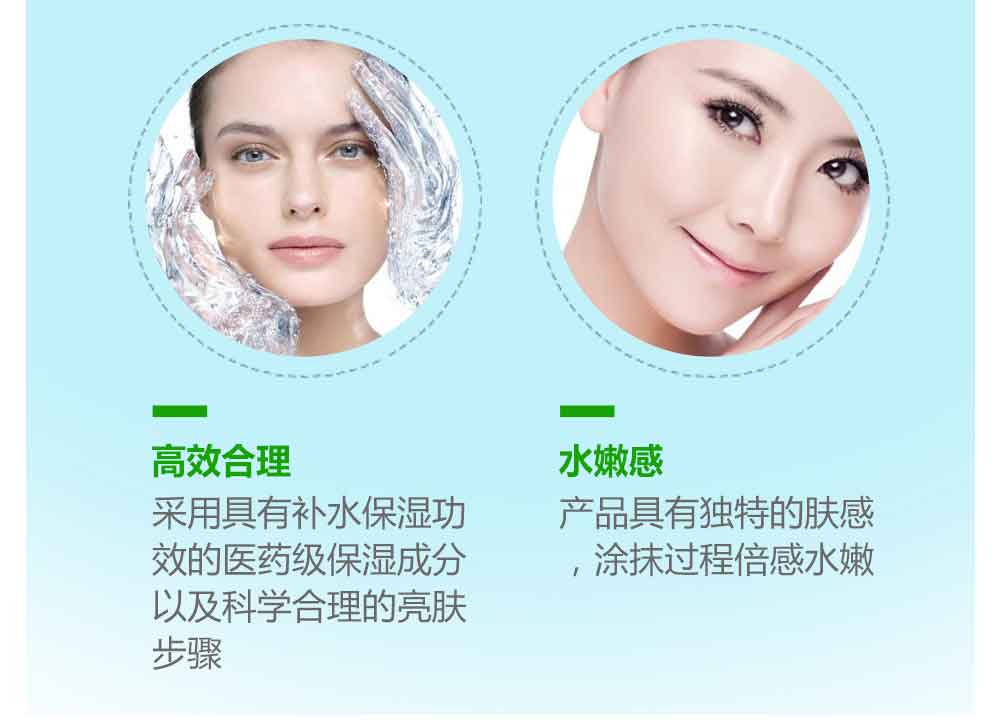 高效合理
采用具有补水保湿功
效的医药级保湿成分
以及科学合理的亮肤
步骤
水嫩感
产品具有独特的肤感
，涂抹过程倍感水嫩